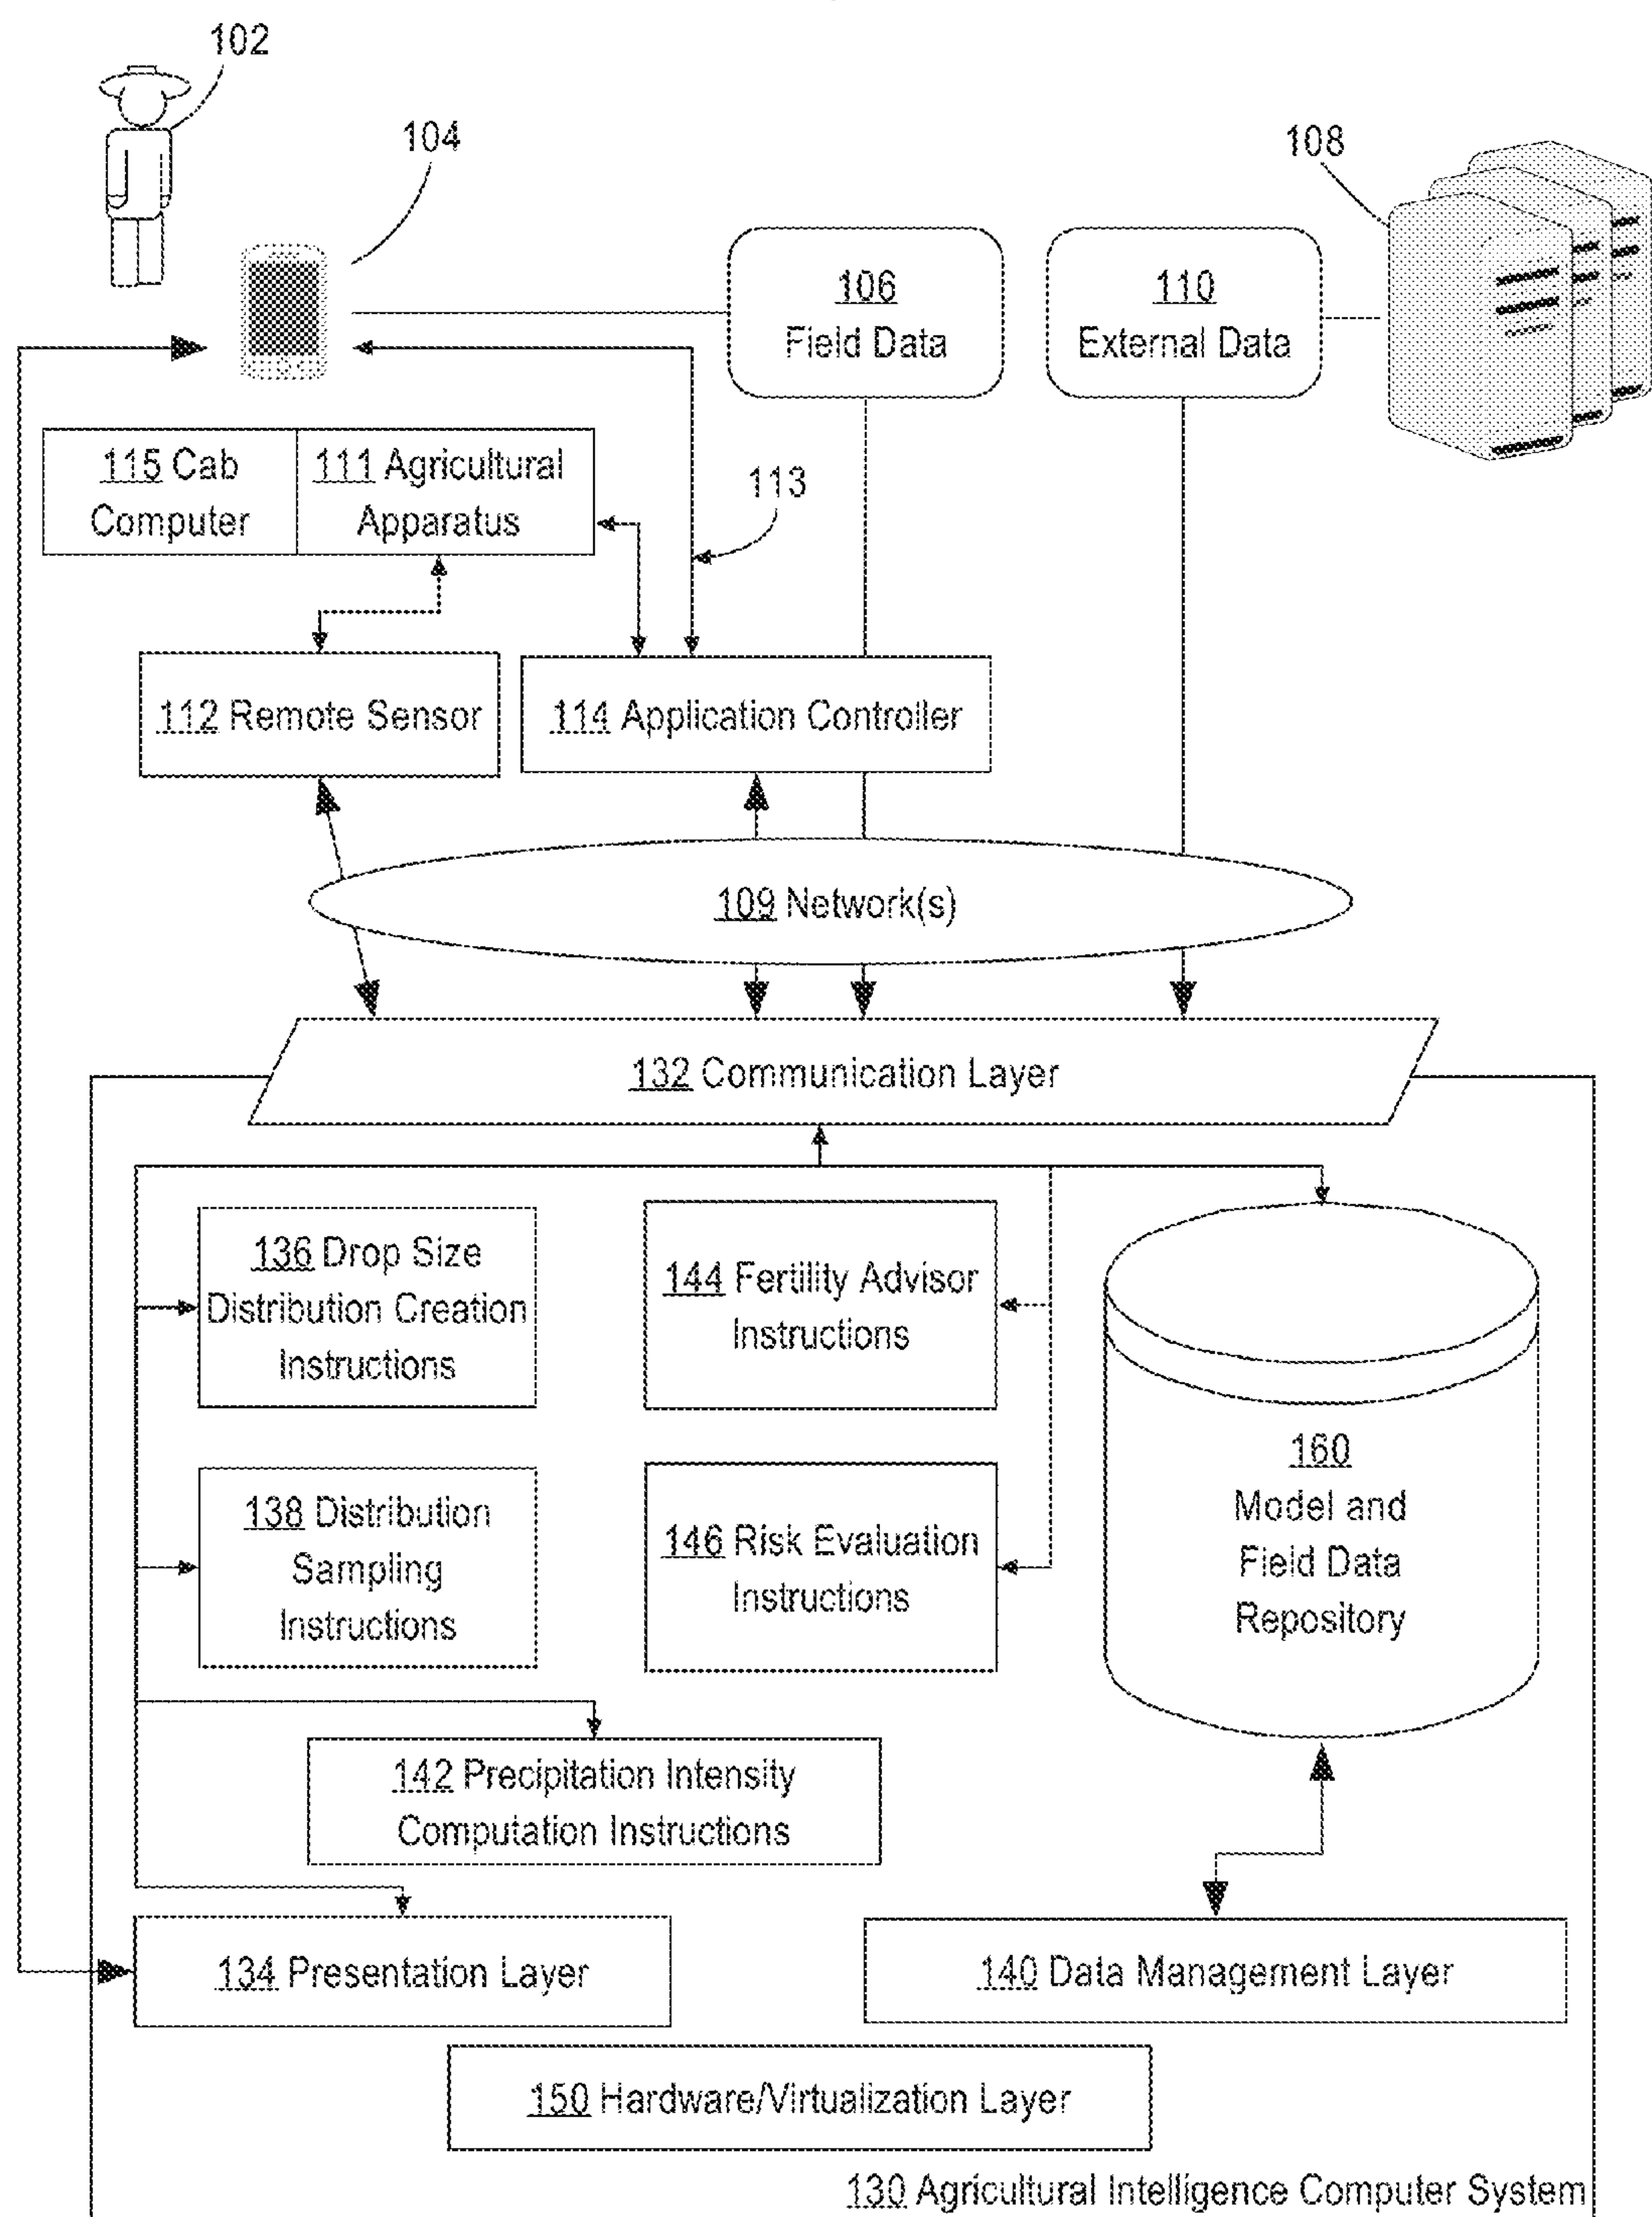 102
104
108
106
Field Data
110
External Data
115 Cab
Computer
111 Agricultural
Apparatus
113
112 Remote Sensor
114 Application Controller
109 Network(s)
132 Communication Layer
136 Drop Size
Distribution Creation
Instructions
144 Fertility Advisor
Instructions
160
Model and
Field Data
Repository
138 Distribution
Sampling
Instructions
146 Risk Evaluation
Instructions
142 Precipitation Intensity
Computation Instructions
134 Presentation Layer
140 Data Management Layer
150 Hardware/Virtualization Layer
130 Agricultural Intelligence Computer System